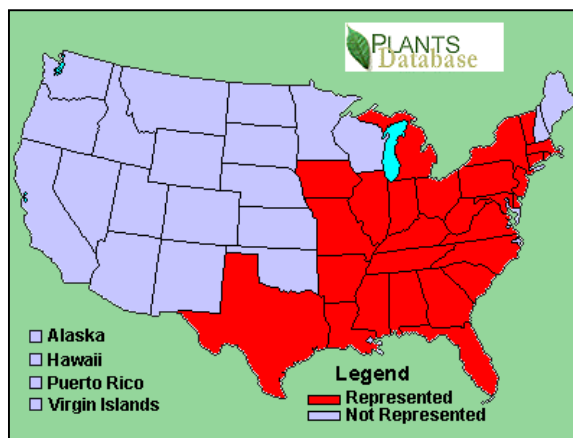 PLANTS
Database
Alaska
Hawaii
Puerto Rico
Virgin Islands
Legend
Represented
Not Represented